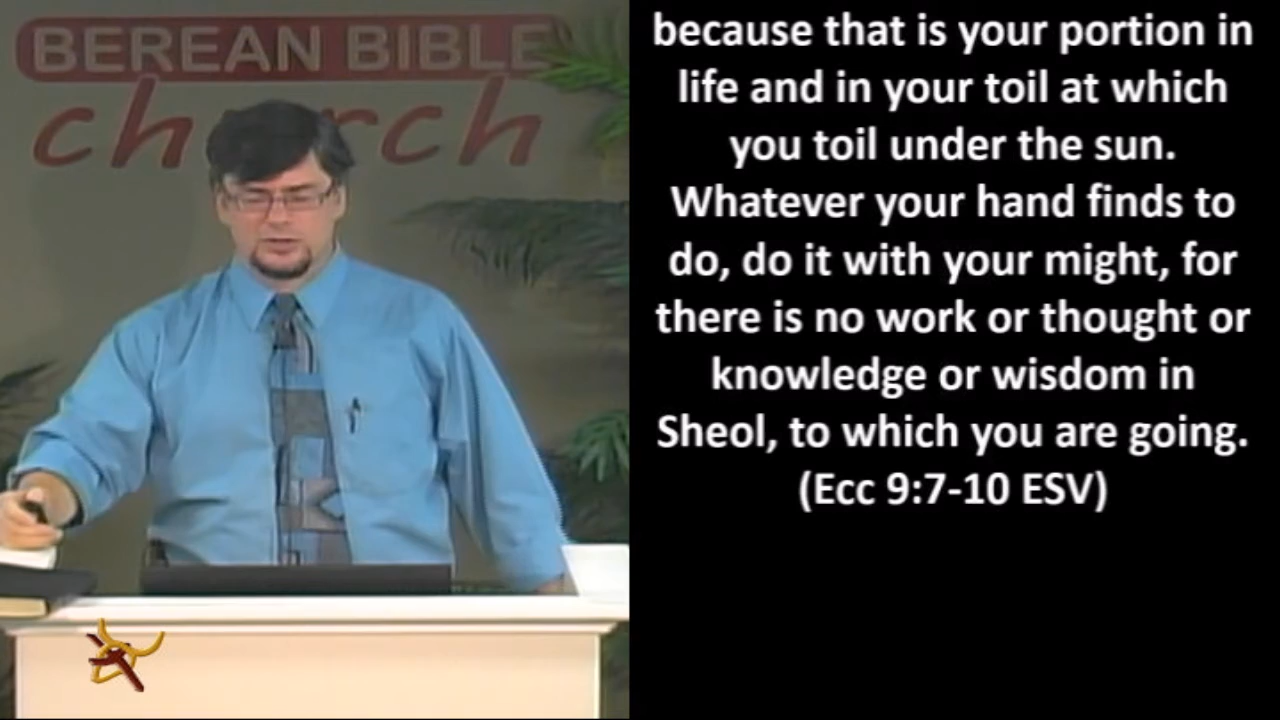 BEREAN BIBLE
church
because that is your portion in
life and in your toil at which
you toil under the sun.
Whatever your hand finds to
do, do it with your might, for
there is no work or thought or
knowledge or wisdom in
Sheol, to which you are going.
(Ecc 9:7-10 ESV)